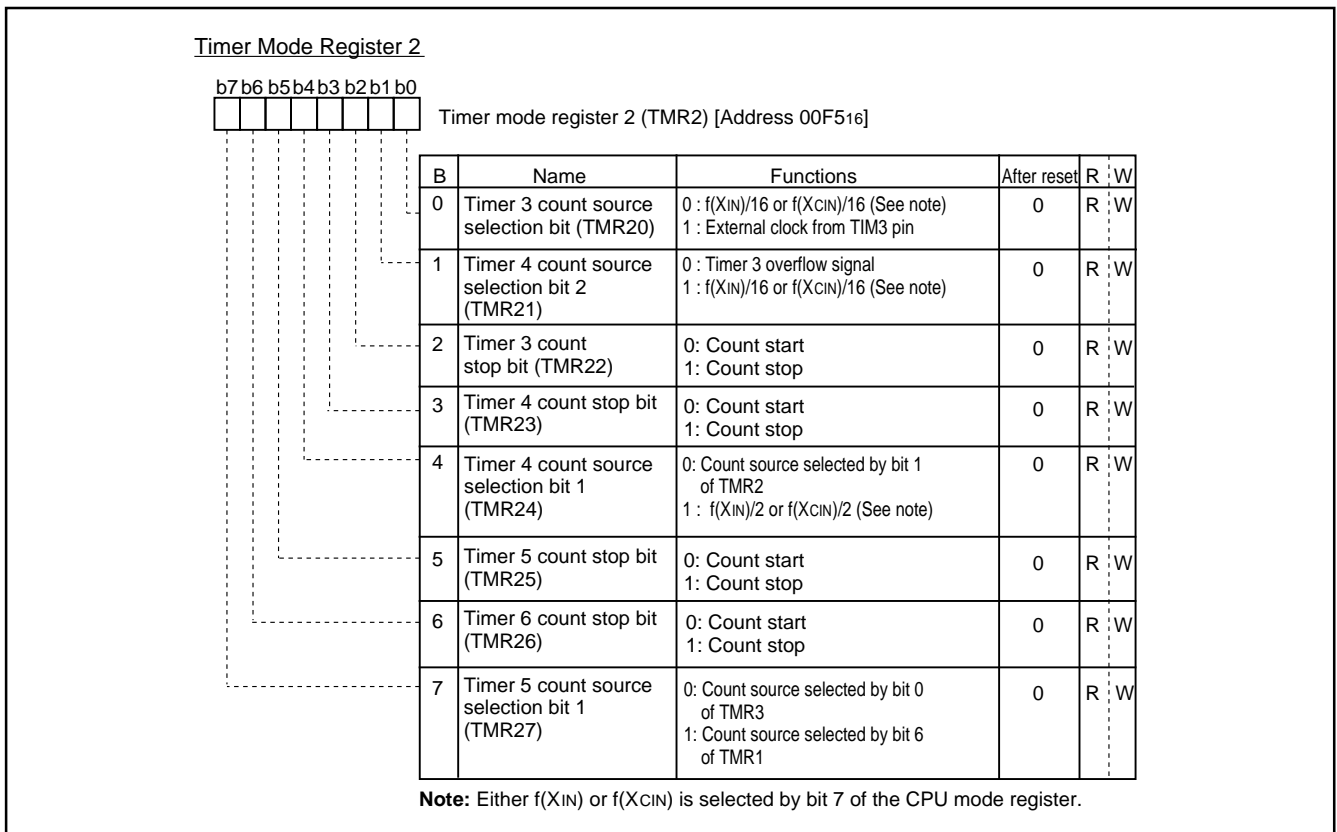 Timer Mode Register 2
b7 b6 b5 b4 b3 b2 b1 b0
Timer mode register 2 (TMR2) [Address 00F516]
B Name Functions After reset R W
0 Timer 3 count source selection bit (TMR20) 0 : f(XIN)/16 or f(XCIN)/16 (See note) 0 R W
1 : External clock from TIM3 pin
1 Timer 4 count source selection bit 2 (TMR21) 0 : Timer 3 overflow signal 0 R W
1 : f(XIN)/16 or f(XCIN)/16 (See note)
2 Timer 3 count stop bit (TMR22) 0: Count start 0 R W
1: Count stop
3 Timer 4 count stop bit (TMR23) 0: Count start 0 R W
1: Count stop
4 Timer 4 count source selection bit 1 (TMR24) 0: Count source selected by bit 1 of TMR2 0 R W
1 : f(XIN)/2 or f(XCIN)/2 (See note)
5 Timer 5 count stop bit (TMR25) 0: Count start 0 R W
1: Count stop
6 Timer 6 count stop bit (TMR26) 0: Count start 0 R W
1: Count stop
7 Timer 5 count source selection bit 1 (TMR27) 0: Count source selected by bit 0 of TMR3 0 R W
1: Count source selected by bit 6 of TMR1
Note: Either f(XIN) or f(XCIN) is selected by bit 7 of the CPU mode register.